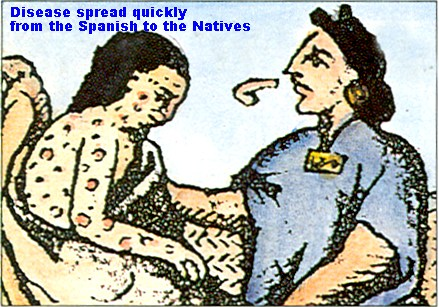 Disease spread quickly
from the Spanish to the Natives